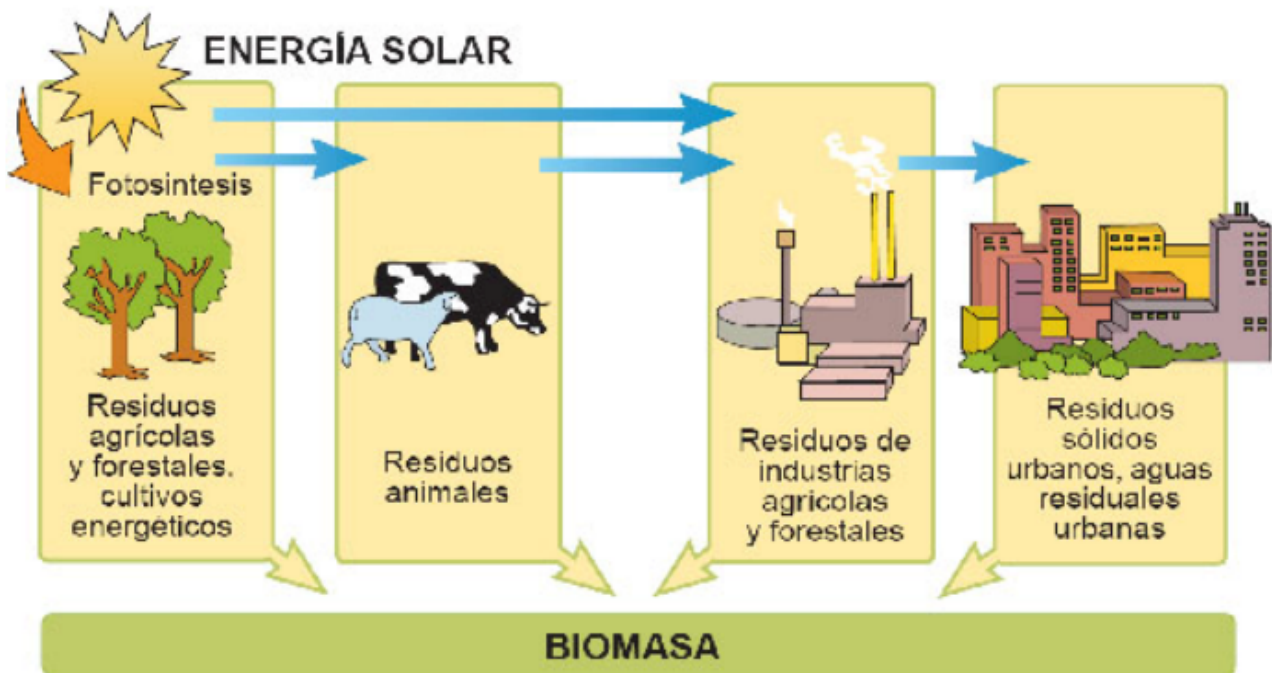 ENERGÍA SOLAR
Fotosintesis
Residuos
agrícolas
y forestales.
cultivos
energéticos
Residuos
animales
Residuos de
industrias
agricolas
y forestales
Residuos
sólidos
urbanos, aguas
residuales
urbanas
BIOMASA